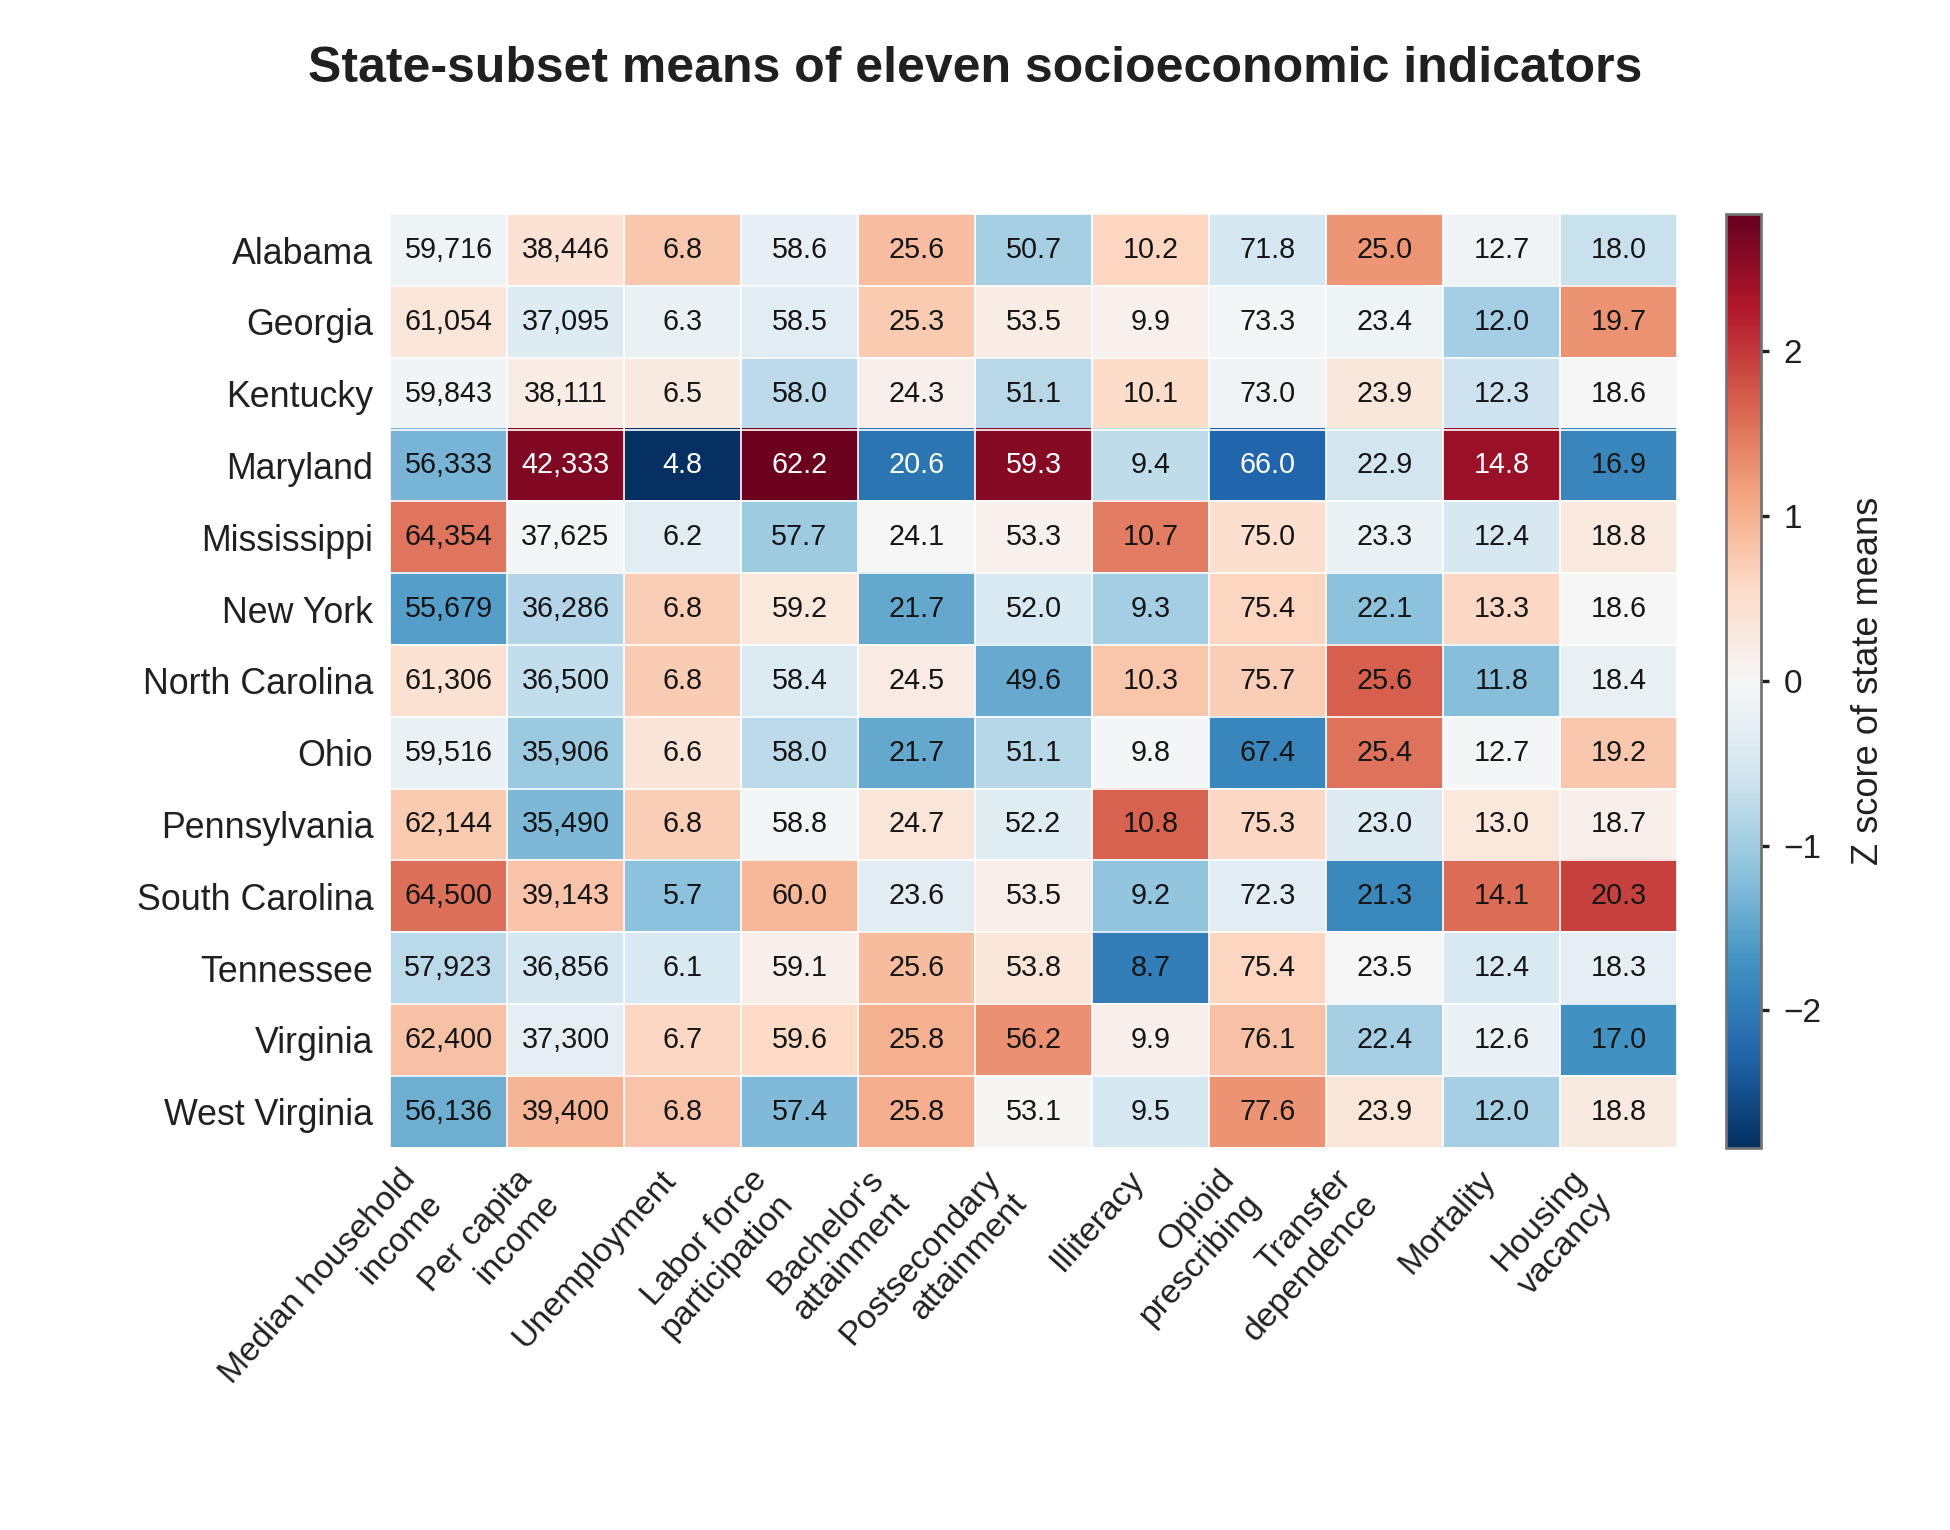 State-subset means of eleven socioeconomic indicators
Alabama 59,716 38,446 6.8 58.6 25.6 50.7 10.2 71.8 25.0 12.7 18.0
Georgia 61,054 37,095 6.3 58.5 25.3 53.5 9.9 73.3 23.4 12.0 19.7
Kentucky 59,843 38,111 6.5 58.0 24.3 51.1 10.1 73.0 23.9 12.3 18.6
Maryland 56,333 42,333 4.8 62.2 20.6 59.3 9.4 66.0 22.9 14.8 16.9
Mississippi 64,354 37,625 6.2 57.7 24.1 53.3 10.7 75.0 23.3 12.4 18.8
New York 55,679 36,286 6.8 59.2 21.7 52.0 9.3 75.4 22.1 13.3 18.6
North Carolina 61,306 36,500 6.8 58.4 24.5 49.6 10.3 75.7 25.6 11.8 18.4
Ohio 59,516 35,906 6.6 58.0 21.7 51.1 9.8 67.4 25.4 12.7 19.2
Pennsylvania 62,144 35,490 6.8 58.8 24.7 52.2 10.8 75.3 23.0 13.0 18.7
South Carolina 64,500 39,143 5.7 60.0 23.6 53.5 9.2 72.3 21.3 14.1 20.3
Tennessee 57,923 36,856 6.1 59.1 25.6 53.8 8.7 75.4 23.5 12.4 18.3
Virginia 62,400 37,300 6.7 59.6 25.8 56.2 9.9 76.1 22.4 12.6 17.0
West Virginia 56,136 39,400 6.8 57.4 25.8 53.1 9.5 77.6 23.9 12.0 18.8
Median household
income
Per capita
income
Unemployment
Labor force
participation
Bachelor's
attainment
Postsecondary
attainment
Illiteracy
Opioid
prescribing
Transfer
dependence
Mortality
Housing
vacancy
2
1
0
−1
−2
Z score of state means